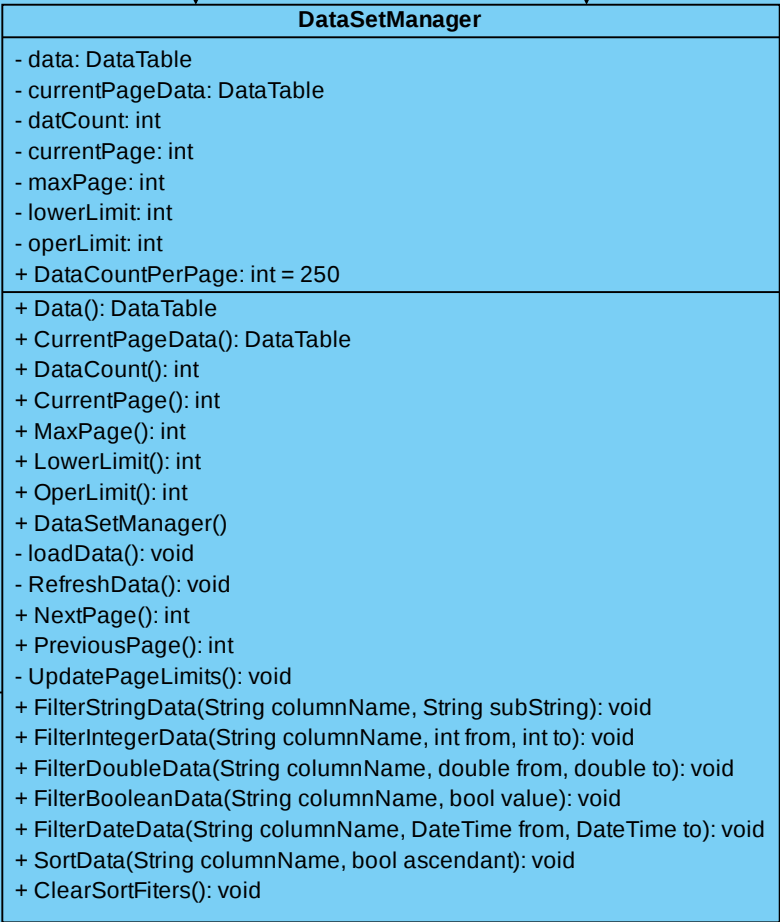 DataSetManager
- data: DataTable
- currentPageData: DataTable
- datCount: int
- currentPage: int
- maxPage: int
- lowerLimit: int
- operLimit: int
+ DataCountPerPage: int = 250
+ Data(): DataTable
+ CurrentPageData(): DataTable
+ DataCount(): int
+ CurrentPage(): int
+ MaxPage(): int
+ LowerLimit(): int
+ OperLimit(): int
+ DataSetManager()
- loadData(): void
- RefreshData(): void
+ NextPage(): int
+ PreviousPage(): int
- UpdatePageLimits(): void
+ FilterStringData(String columnName, String subString): void
+ FilterIntegerData(String columnName, int from, int to): void
+ FilterDoubleData(String columnName, double from, double to): void
+ FilterBooleanData(String columnName, bool value): void
+ FilterDateData(String columnName, DateTime from, DateTime to): void
+ SortData(String columnName, bool ascendant): void
+ ClearSortFiters(): void